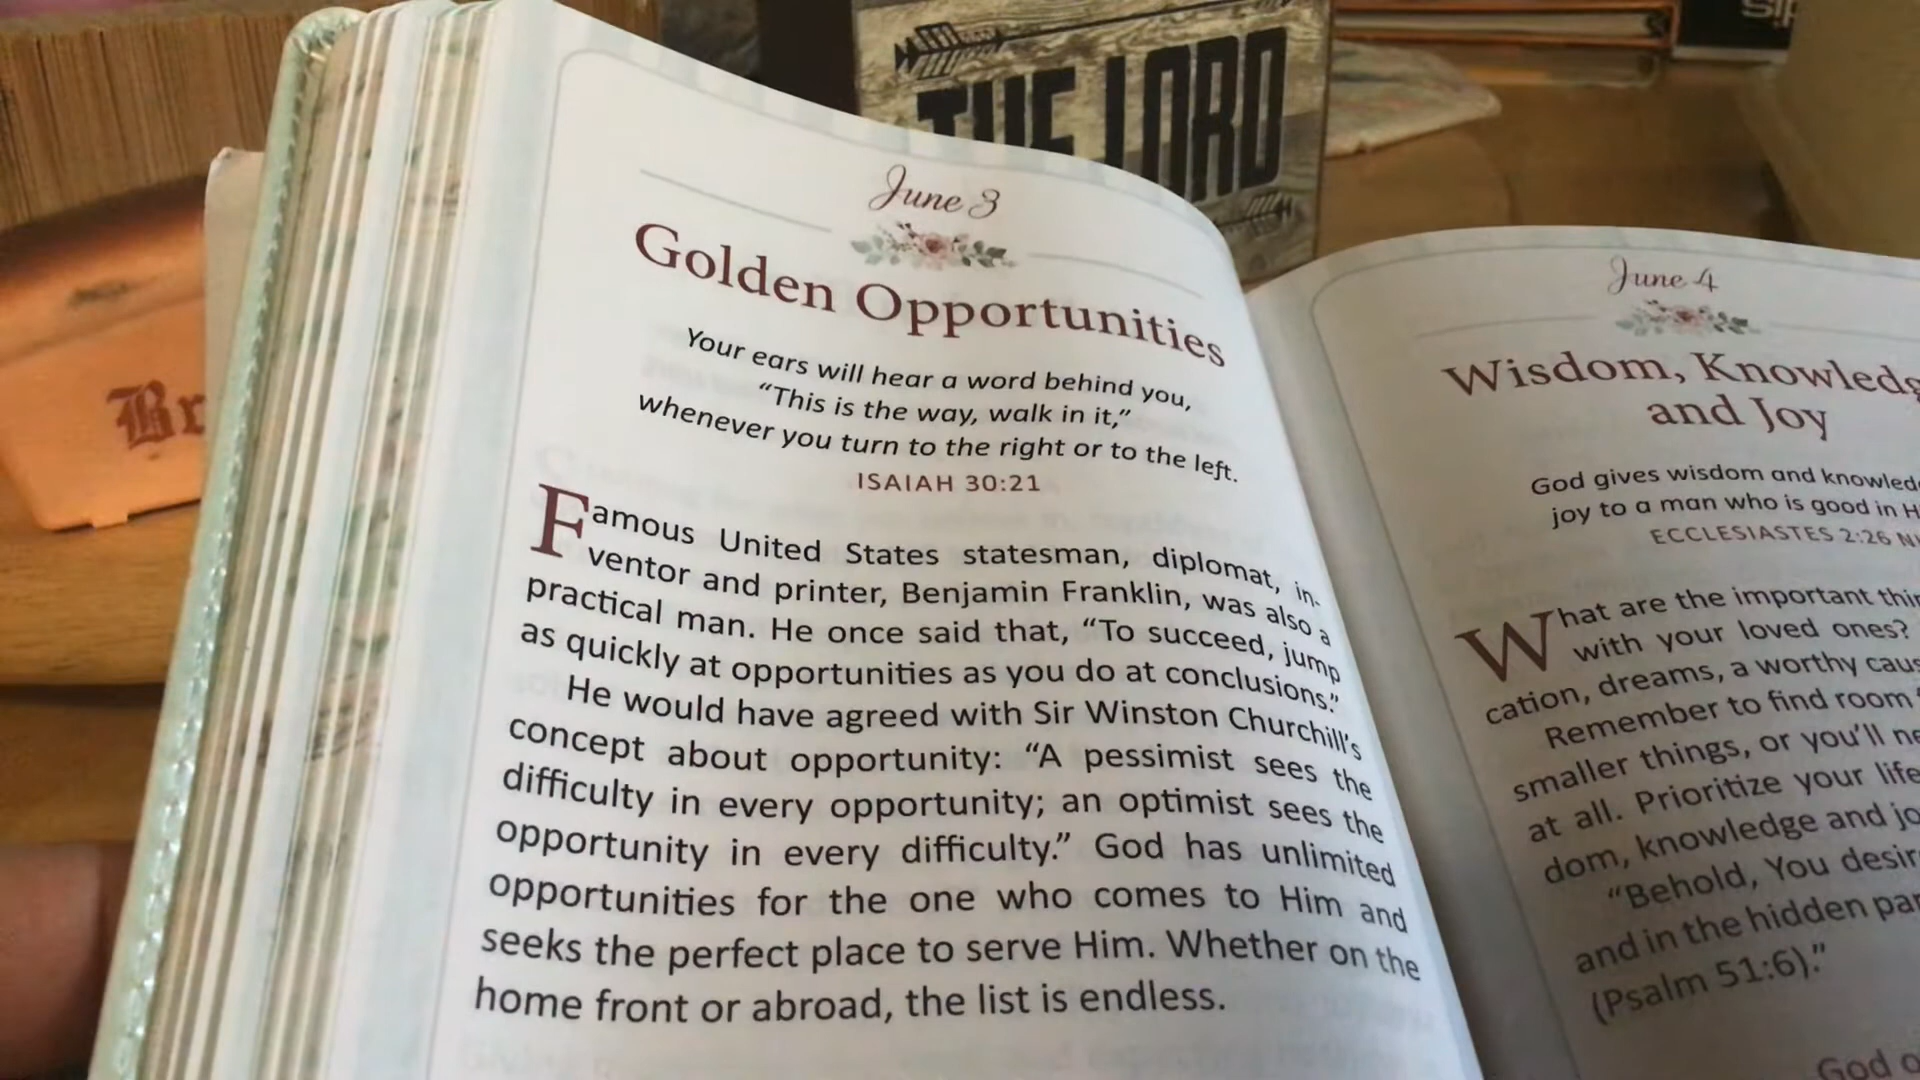 THE LORD
Br
June 3
Golden Opportunities
Your ears will hear a word behind you,
“This is the way, walk in it,”
whenever you turn to the right or to the left.
ISAIAH 30:21
Famous United States statesman, diplomat, in-
ventor and printer, Benjamin Franklin, was also a
practical man. He once said that, “To succeed, jump
as quickly at opportunities as you do at conclusions.”
He would have agreed with Sir Winston Churchill’s
concept about opportunity: “A pessimist sees the
difficulty in every opportunity; an optimist sees the
opportunity in every difficulty.” God has unlimited
opportunities for the one who comes to Him and
seeks the perfect place to serve Him. Whether on the
home front or abroad, the list is endless.
June 4
Wisdom, Knowledg
and Joy
God gives wisdom and knowled
joy to a man who is good in H
ECCLESIASTES 2:26
What are the important thin
with your loved ones?
cation, dreams, a worthy caus
Remember to find room
smaller things, or you’ll ne
at all. Prioritize your life
dom, knowledge and jo
“Behold, You desir
and in the hidden par
(Psalm 51:6).”
God o